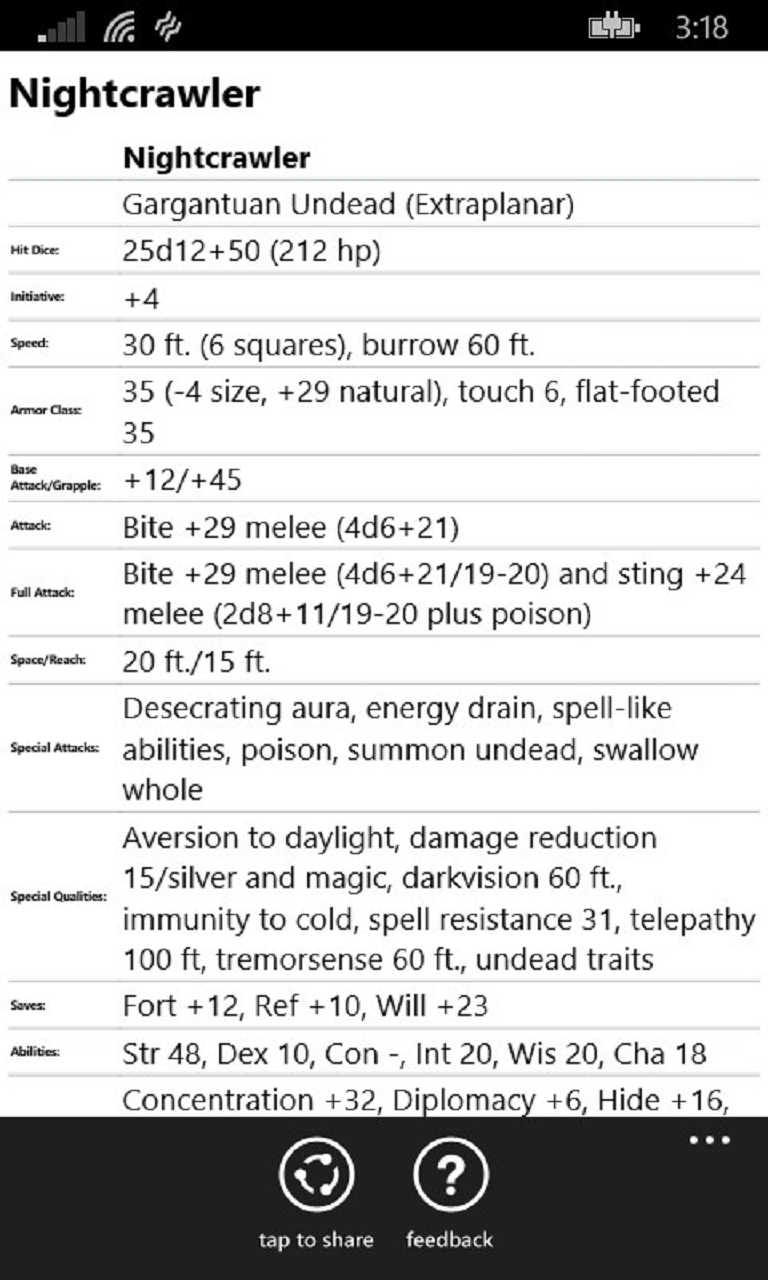 3:18
Nightcrawler
Nightcrawler
Gargantuan Undead (Extraplanar)
Hit Dice: 25d12+50 (212 hp)
Initiative: +4
Speed: 30 ft. (6 squares), burrow 60 ft.
Armor Class: 35 (-4 size, +29 natural), touch 6, flat-footed
35
Base
Attack/Grapple: +12/+45
Attack: Bite +29 melee (4d6+21)
Full Attack: Bite +29 melee (4d6+21/19-20) and sting +24
melee (2d8+11/19-20 plus poison)
Space/Reach: 20 ft./15 ft.
Special Attacks: Desecrating aura, energy drain, spell-like
abilities, poison, summon undead, swallow
whole
Special Qualities: Aversion to daylight, damage reduction
15/silver and magic, darkvision 60 ft.,
immunity to cold, spell resistance 31, telepathy
100 ft, tremorsense 60 ft., undead traits
Saves: Fort +12, Ref +10, Will +23
Abilities: Str 48, Dex 10, Con -, Int 20, Wis 20, Cha 18
Concentration +32, Diplomacy +6, Hide +16,
tap to share
feedback